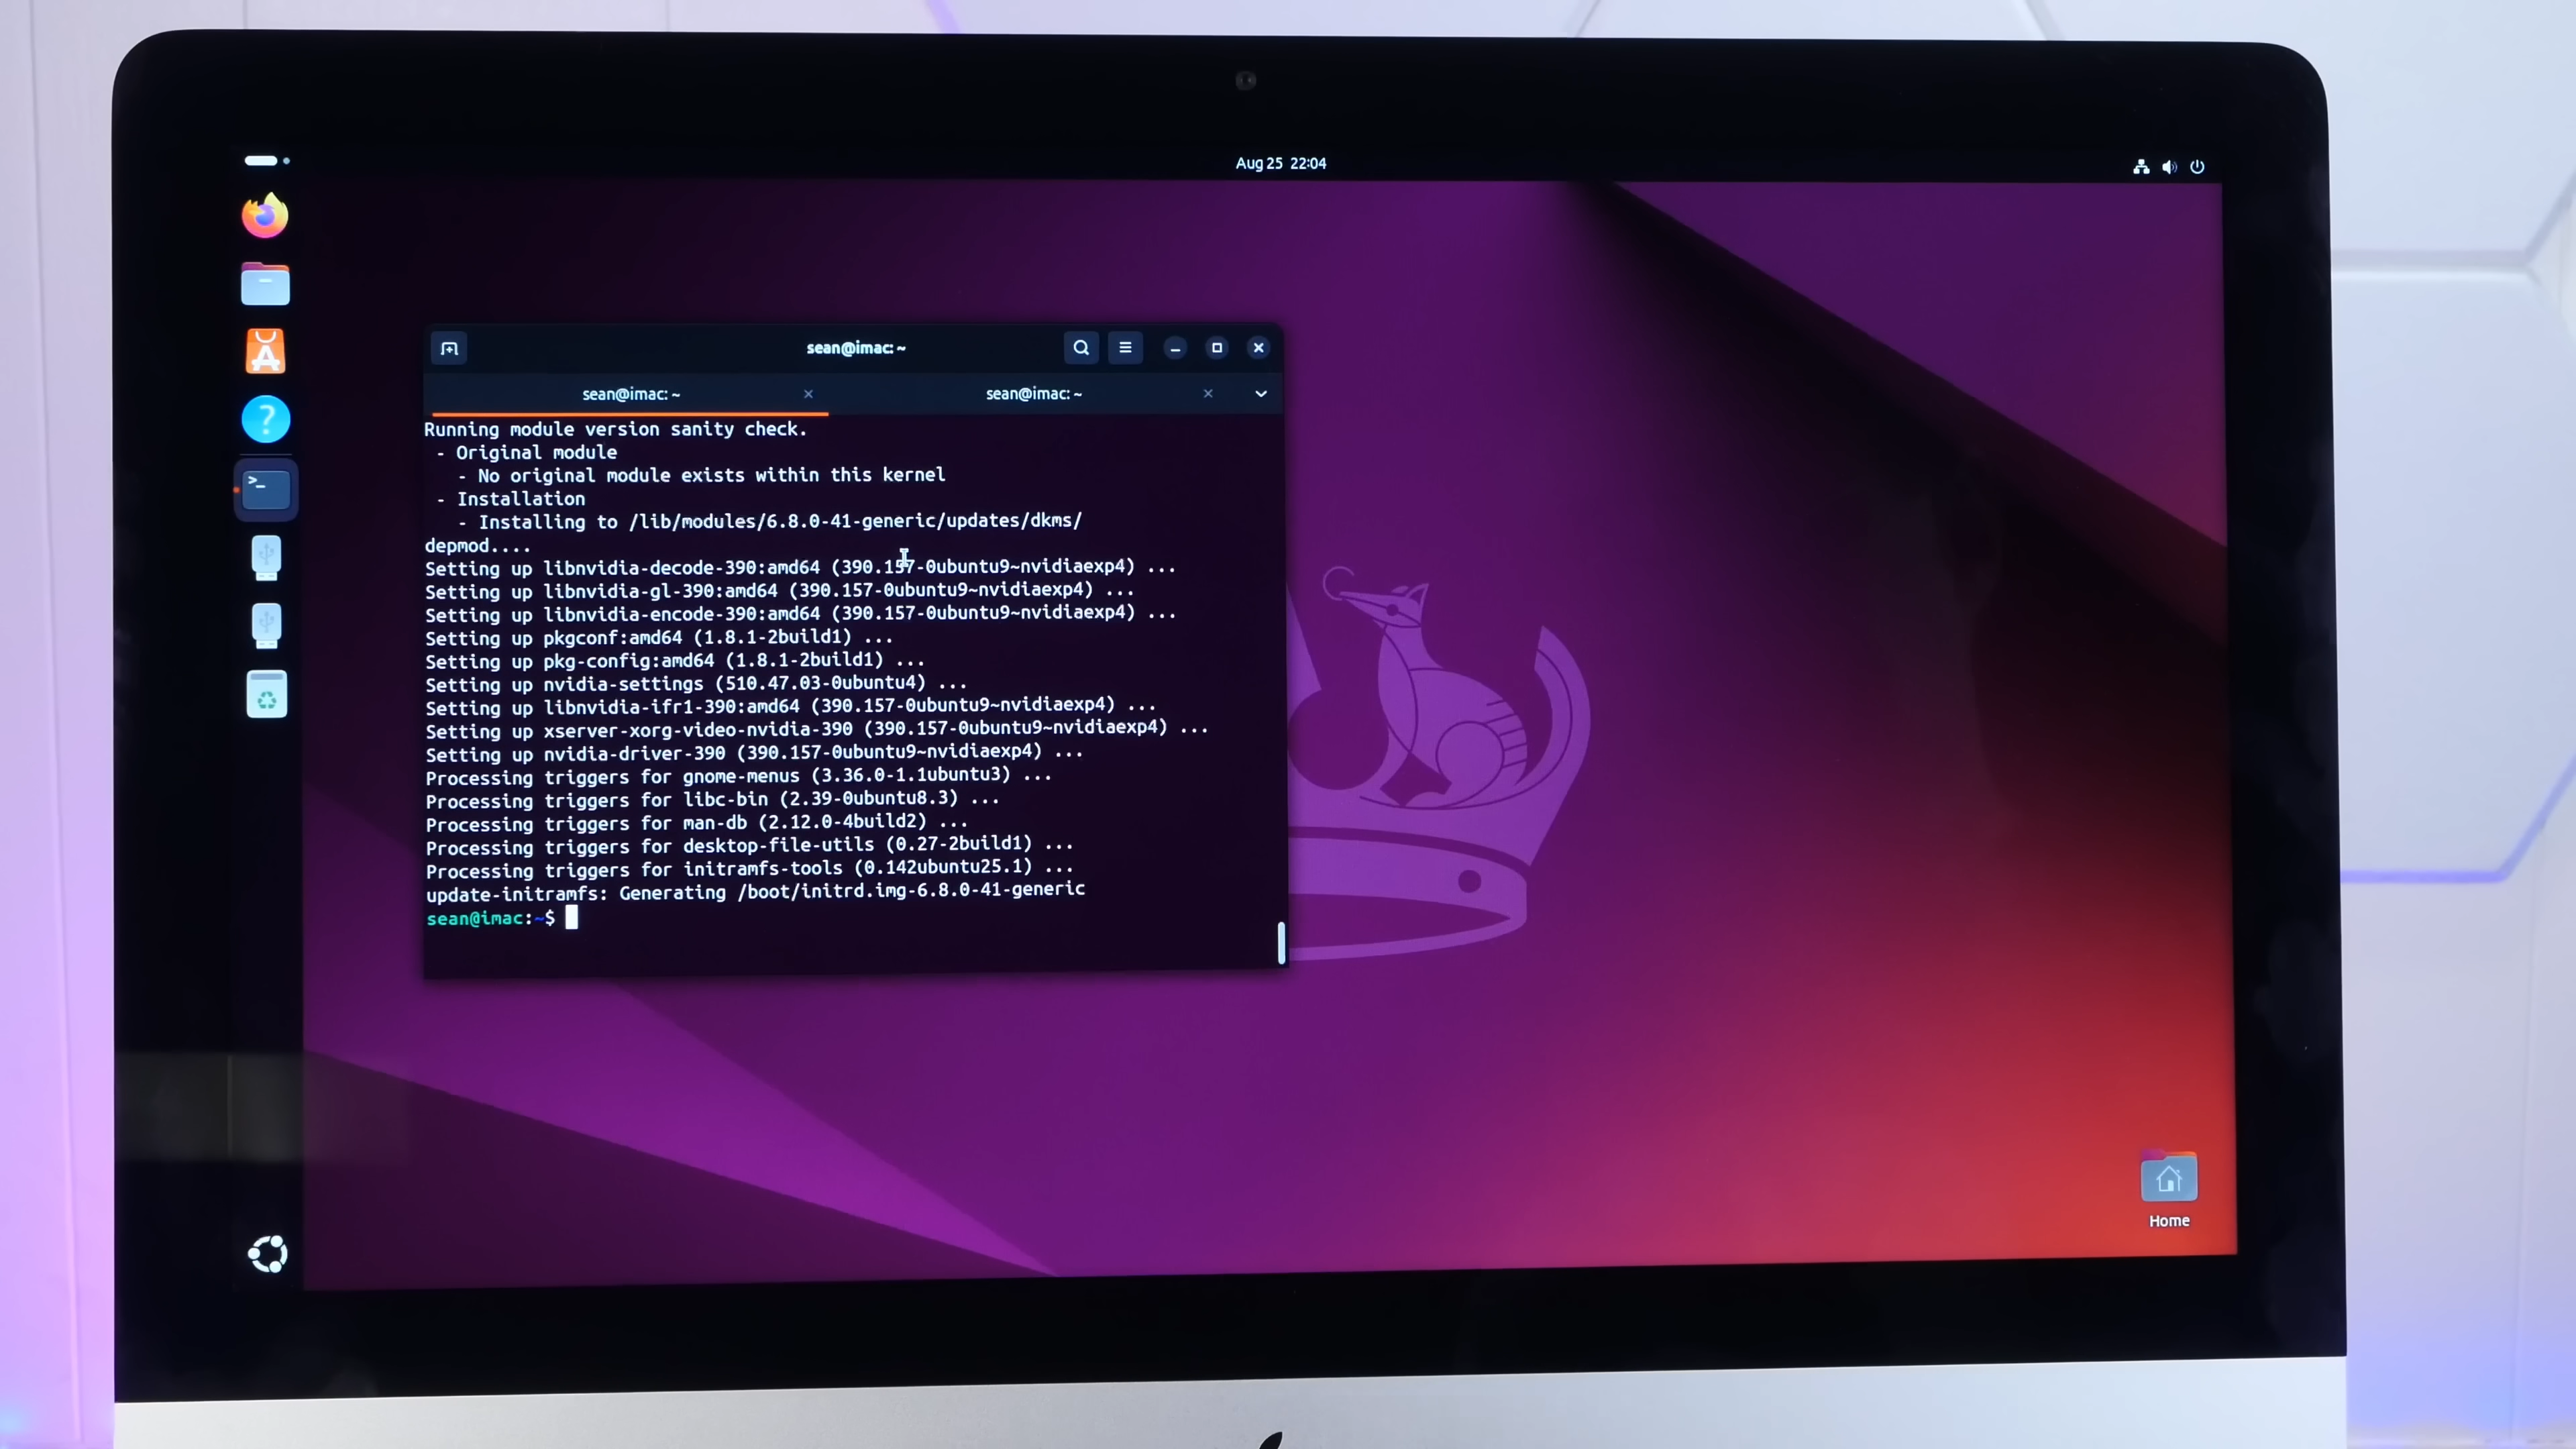 Aug 25 22:04
sean@imac: ~
sean@imac: ~
sean@imac: ~
Running module version sanity check.
- Original module
- No original module exists within this kernel
- Installation
- Installing to /lib/modules/6.8.0-41-generic/updates/dkms/
depmod....
Setting up libnvidia-decode-390:amd64 (390.157-0ubuntu9~nvidiaexp4) ...
Setting up libnvidia-gl-390:amd64 (390.157-0ubuntu9~nvidiaexp4) ...
Setting up libnvidia-encode-390:amd64 (390.157-0ubuntu9~nvidiaexp4) ...
Setting up pkgconf:amd64 (1.8.1-2build1) ...
Setting up pkg-config:amd64 (1.8.1-2build1) ...
Setting up nvidia-settings (510.47.03-0ubuntu4) ...
Setting up libnvidia-ifr1-390:amd64 (390.157-0ubuntu9~nvidiaexp4) ...
Setting up xserver-xorg-video-nvidia-390 (390.157-0ubuntu9~nvidiaexp4) ...
Setting up nvidia-driver-390 (390.157-0ubuntu9~nvidiaexp4) ...
Processing triggers for gnome-menus (3.36.0-1.1ubuntu3) ...
Processing triggers for libc-bin (2.39-0ubuntu8.3) ...
Processing triggers for man-db (2.12.0-4build2) ...
Processing triggers for desktop-file-utils (0.27-2build1) ...
Processing triggers for initramfs-tools (0.142ubuntu25.1) ...
update-initramfs: Generating /boot/initrd.img-6.8.0-41-generic
sean@imac:~$
Home